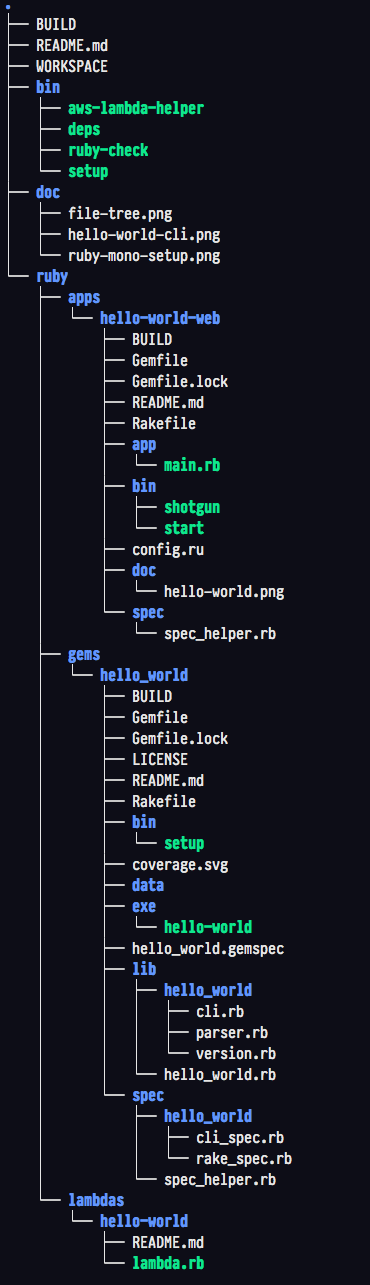 .
├── BUILD
├── README.md
├── WORKSPACE
├── bin
│   ├── aws-lambda-helper
│   ├── deps
│   ├── ruby-check
│   └── setup
├── doc
│   ├── file-tree.png
│   ├── hello-world-cli.png
│   └── ruby-mono-setup.png
└── ruby
    ├── apps
    │   └── hello-world-web
    │       ├── BUILD
    │       ├── Gemfile
    │       ├── Gemfile.lock
    │       ├── README.md
    │       ├── Rakefile
    │       ├── app
    │       │   └── main.rb
    │       ├── bin
    │       │   ├── shotgun
    │       │   └── start
    │       ├── config.ru
    │       ├── doc
    │       │   └── hello-world.png
    │       └── spec
    │           └── spec_helper.rb
    ├── gems
    │   └── hello_world
    │       ├── BUILD
    │       ├── Gemfile
    │       ├── Gemfile.lock
    │       ├── LICENSE
    │       ├── README.md
    │       ├── Rakefile
    │       ├── bin
    │       │   └── setup
    │       ├── coverage.svg
    │       ├── data
    │       ├── exe
    │       │   └── hello-world
    │       ├── hello_world.gemspec
    │       ├── lib
    │       │   ├── hello_world
    │       │   │   ├── cli.rb
    │       │   │   ├── parser.rb
    │       │   │   └── version.rb
    │       │   └── hello_world.rb
    │       └── spec
    │           ├── hello_world
    │           │   ├── cli_spec.rb
    │           │   └── rake_spec.rb
    │           └── spec_helper.rb
    └── lambdas
        └── hello-world
            ├── README.md
            └── lambda.rb